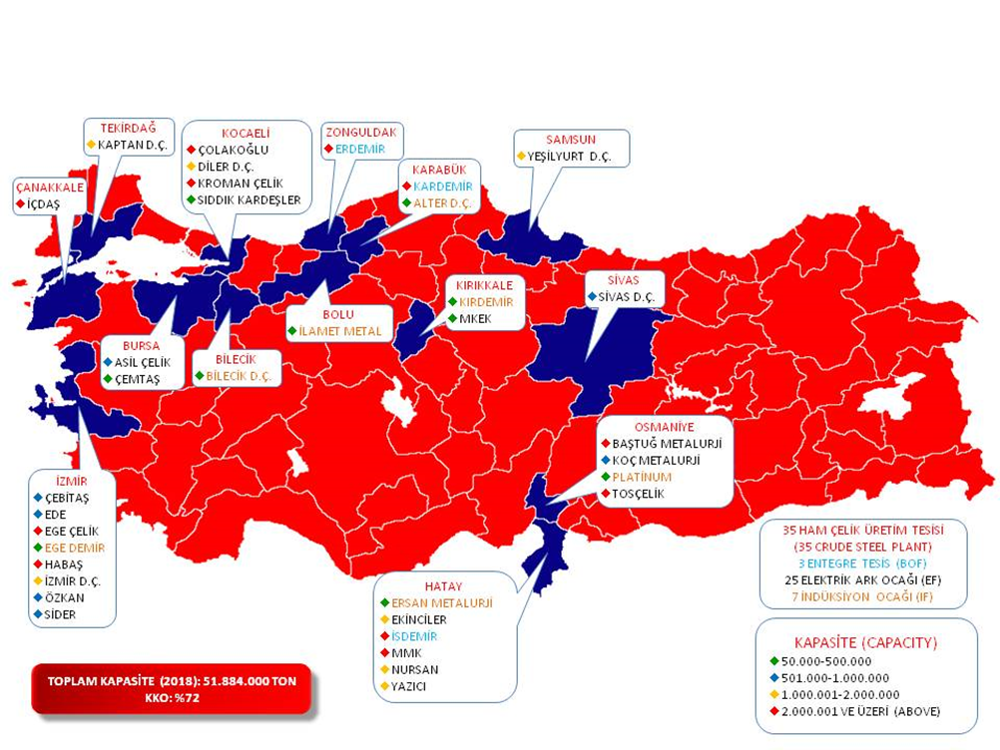 TEKİRDAĞ
KAPTAN D.Ç.
KOCAELİ
ÇOLAKOĞLU
DİLER D.Ç.
KROMAN ÇELİK
SIDDIK KARDEŞLER
ZONGULDAK
ERDEMİR
SAMSUN
YEŞİLYURT D.Ç.
KARABÜK
KARDEMİR
ALTER D.Ç.
ÇANAKKALE
İÇDAŞ
SİVAS
SİVAS D.Ç.
KIRIKKALE
KIRDEMİR
MKEK
BOLU
İLAMET METAL
BURSA
ASİL ÇELİK
ÇEMTAŞ
BİLECİK
BİLECİK D.Ç.
OSMANİYE
BAŞTUĞ METALURJİ
KOÇ METALURJİ
PLATİNUM
TOSÇELİK
İZMİR
ÇEBİTAŞ
EDE
EGE ÇELİK
EGE DEMİR
HABAŞ
İZMİR D.Ç.
ÖZKAN
SİDER
HATAY
ERSAN METALURJİ
EKİNCİLER
İSDEMİR
MMK
NURSAN
YAZICI
35 HAM ÇELİK ÜRETİM TESİSİ
(35 CRUDE STEEL PLANT)
3 ENTEGRE TESİS (BOF)
25 ELEKTRİK ARK OCAĞI (EF)
7 İNDÜKSİYON OCAĞI (IF)
KAPASİTE (CAPACITY)
50.000-500.000
501.000-1.000.000
1.000.001-2.000.000
2.000.001 VE ÜZERİ (ABOVE)
TOPLAM KAPASİTE (2018): 51.884.000 TON
KKO: %72